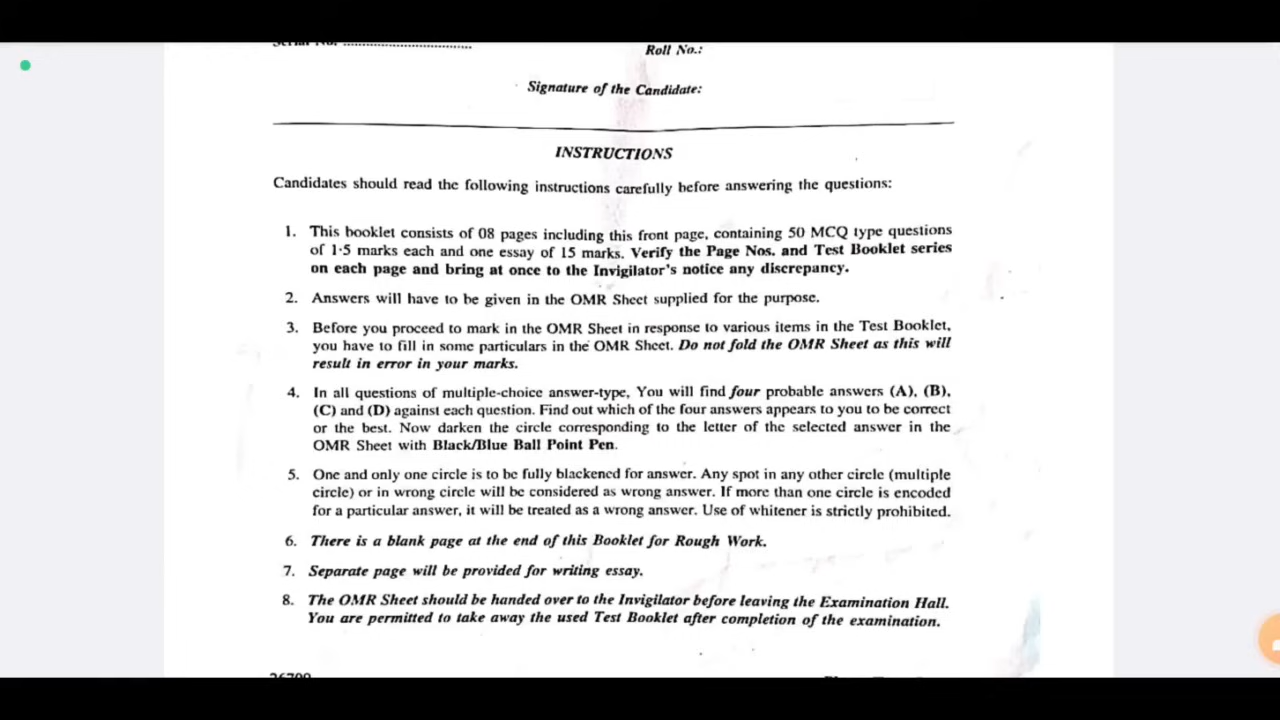 Serial No. ................................
Roll No.:
Signature of the Candidate:
INSTRUCTIONS
Candidates should read the following instructions carefully before answering the questions:
1. This booklet consists of 08 pages including this front page, containing 50 MCQ type questions
of 1·5 marks each and one essay of 15 marks. Verify the Page Nos. and Test Booklet series
on each page and bring at once to the Invigilator's notice any discrepancy.
2. Answers will have to be given in the OMR Sheet supplied for the purpose.
3. Before you proceed to mark in the OMR Sheet in response to various items in the Test Booklet,
you have to fill in some particulars in the OMR Sheet. Do not fold the OMR Sheet as this will
result in error in your marks.
4. In all questions of multiple-choice answer-type, You will find four probable answers (A), (B),
(C) and (D) against each question. Find out which of the four answers appears to you to be correct
or the best. Now darken the circle corresponding to the letter of the selected answer in the
OMR Sheet with Black/Blue Ball Point Pen.
5. One and only one circle is to be fully blackened for answer. Any spot in any other circle (multiple
circle) or in wrong circle will be considered as wrong answer. If more than one circle is encoded
for a particular answer, it will be treated as a wrong answer. Use of whitener is strictly prohibited.
6. There is a blank page at the end of this Booklet for Rough Work.
7. Separate page will be provided for writing essay.
8. The OMR Sheet should be handed over to the Invigilator before leaving the Examination Hall.
You are permitted to take away the used Test Booklet after completion of the examination.